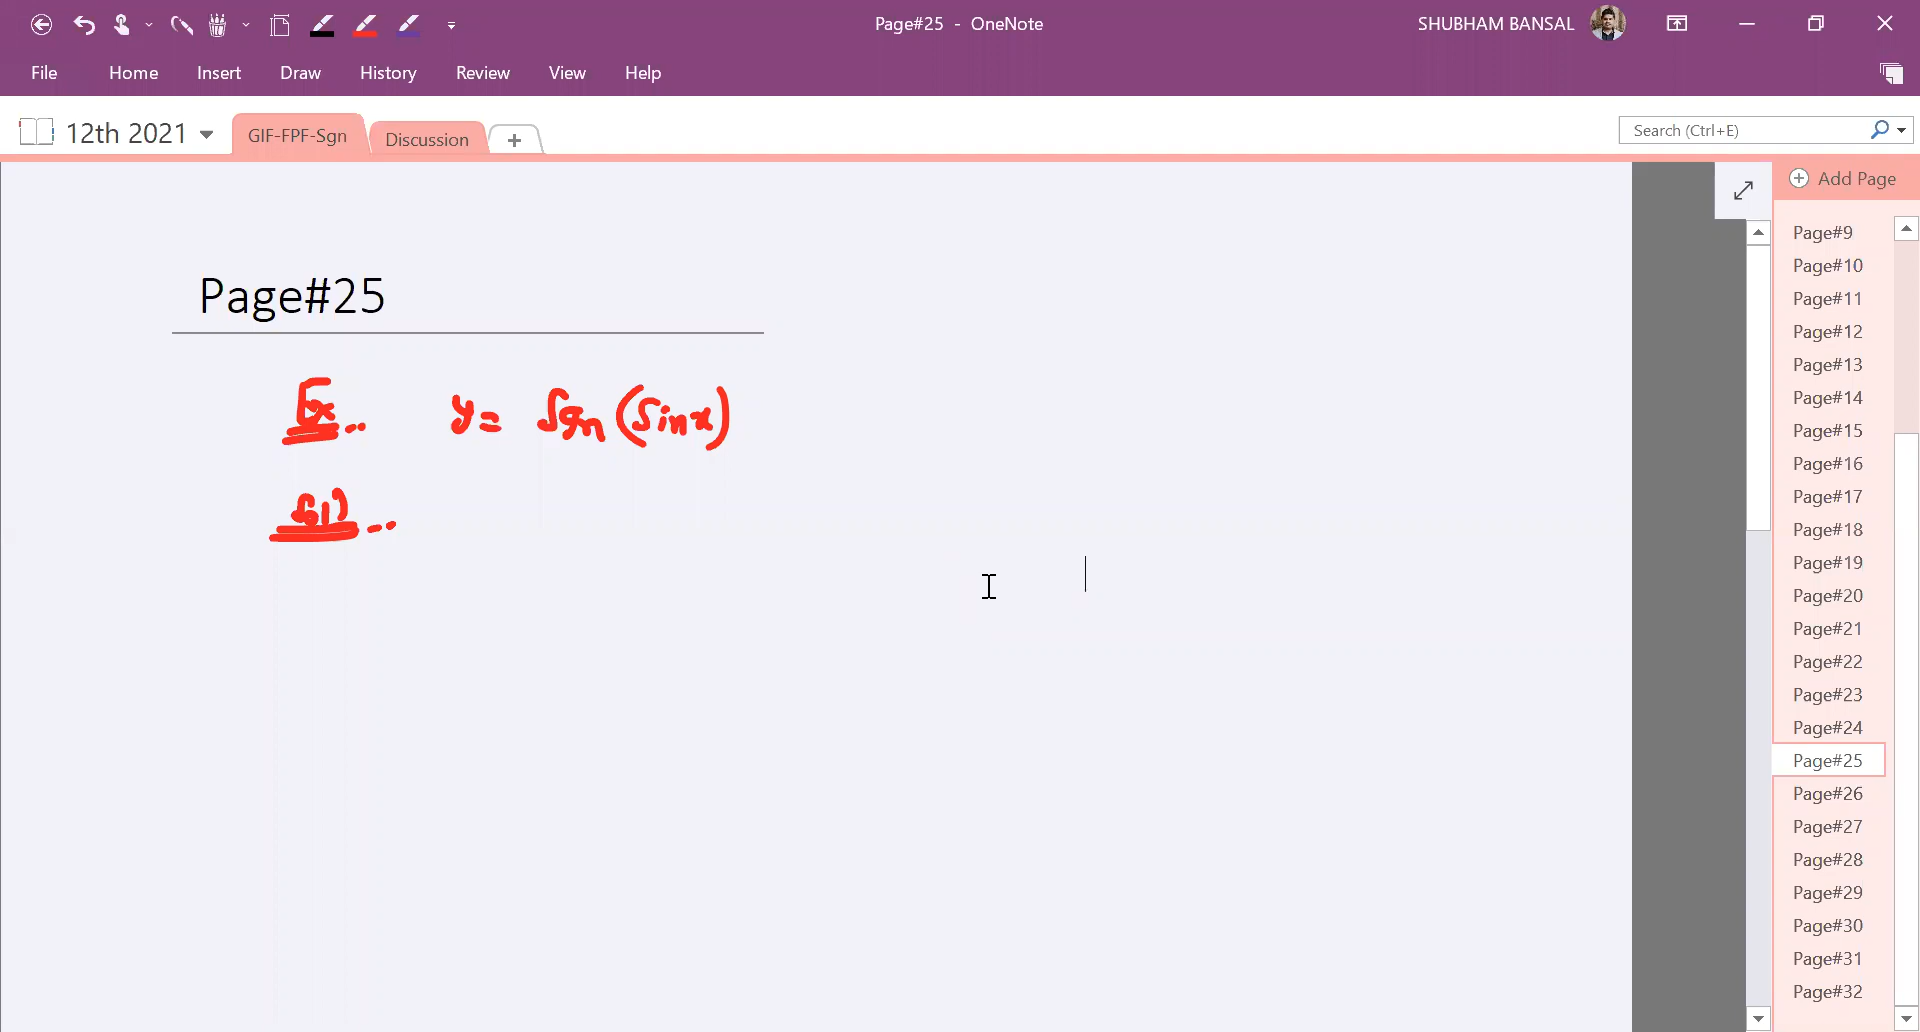 Page#25 - OneNote
SHUBHAM BANSAL
File Home Insert Draw History Review View Help
12th 2021
GIF-FPF-Sgn
Discussion
Search (Ctrl+E)
Add Page
Page#25
Ex..
y= Sgn (Sinx)
Page#9
Page#10
Page#11
Page#12
Page#13
Page#14
Page#15
Page#16
Page#17
Page#18
Page#19
Page#20
Page#21
Page#22
Page#23
Page#24
Page#25
Page#26
Page#27
Page#28
Page#29
Page#30
Page#31
Page#32